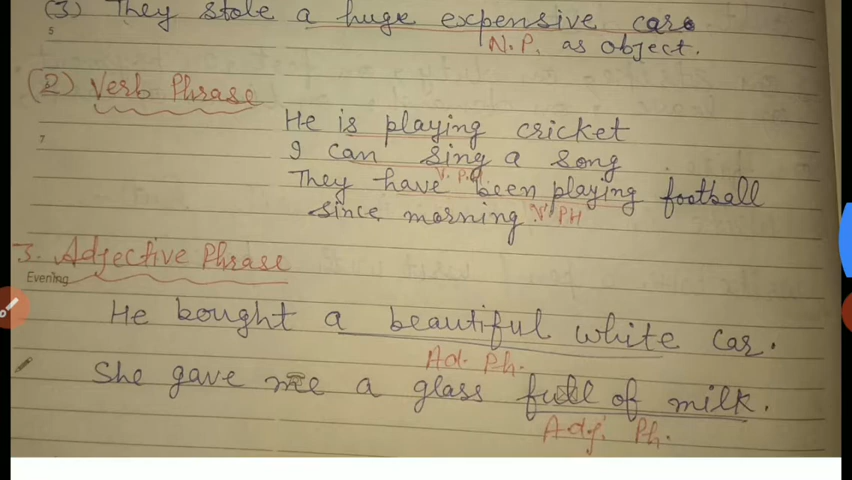 (3) They stole a huge expensive car.
5
N.P. as object.
(2) Verb Phrase
He is playing cricket
7
I can sing a song
V. P.
They have been playing football
since morning. V PH
3. Adjective Phrase
Evening
He bought a beautiful white car.
Ad. Ph.
She gave me a glass full of milk.
Adj. Ph.